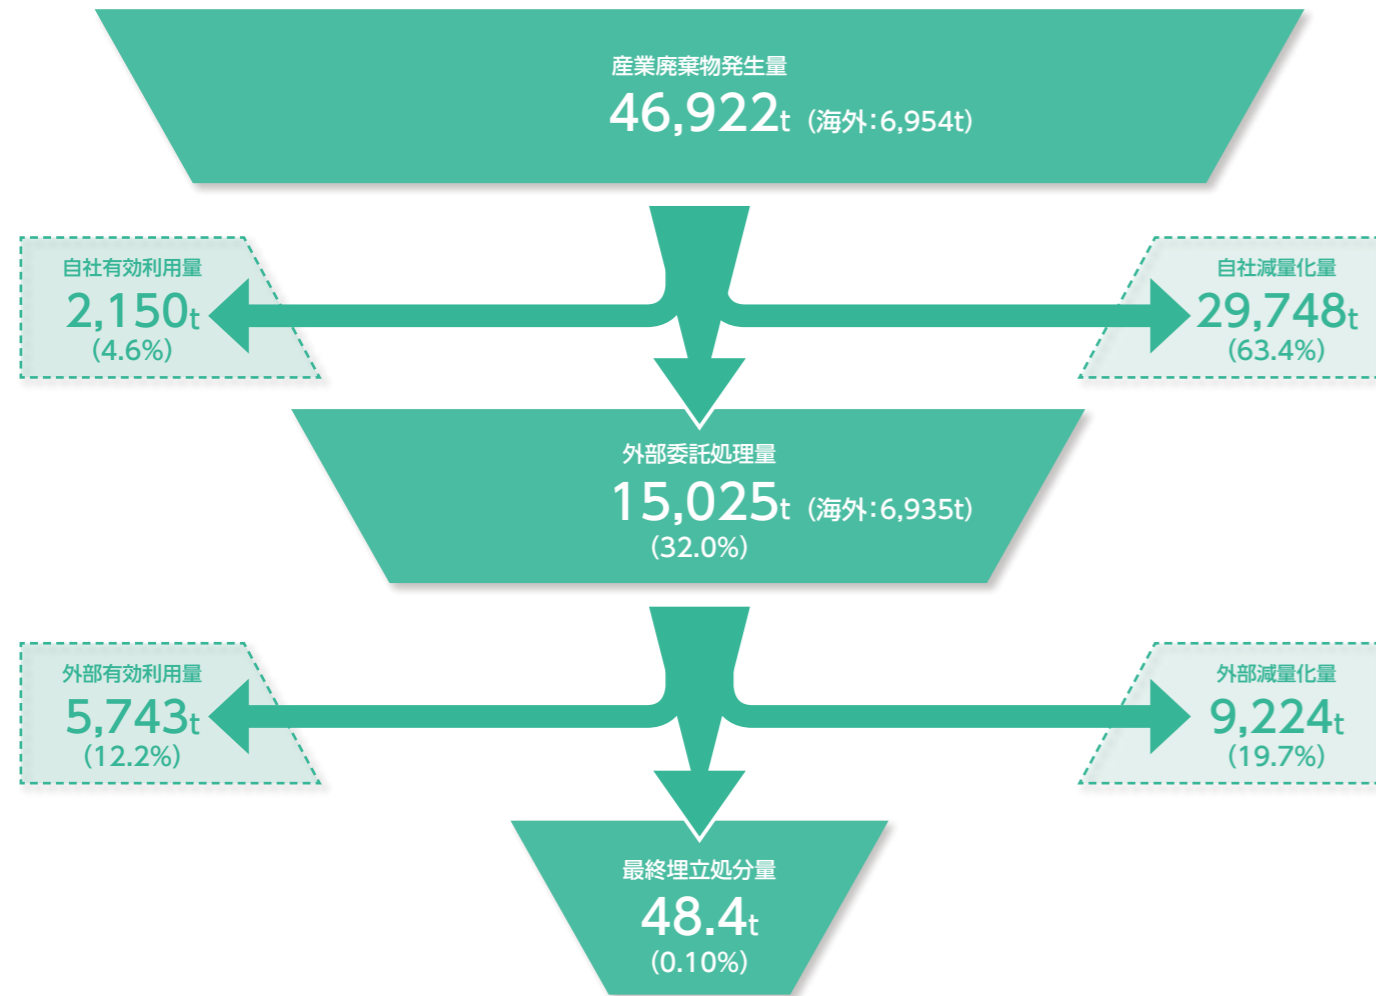 産業廃棄物発生量
46,922t（海外：6,954t）
自社有効利用量
2,150t
(4.6%)
自社減量化量
29,748t
(63.4%)
外部委託処理量
15,025t（海外：6,935t）
(32.0%)
外部有効利用量
5,743t
(12.2%)
外部減量化量
9,224t
(19.7%)
最終埋立処分量
48.4t
(0.10%)